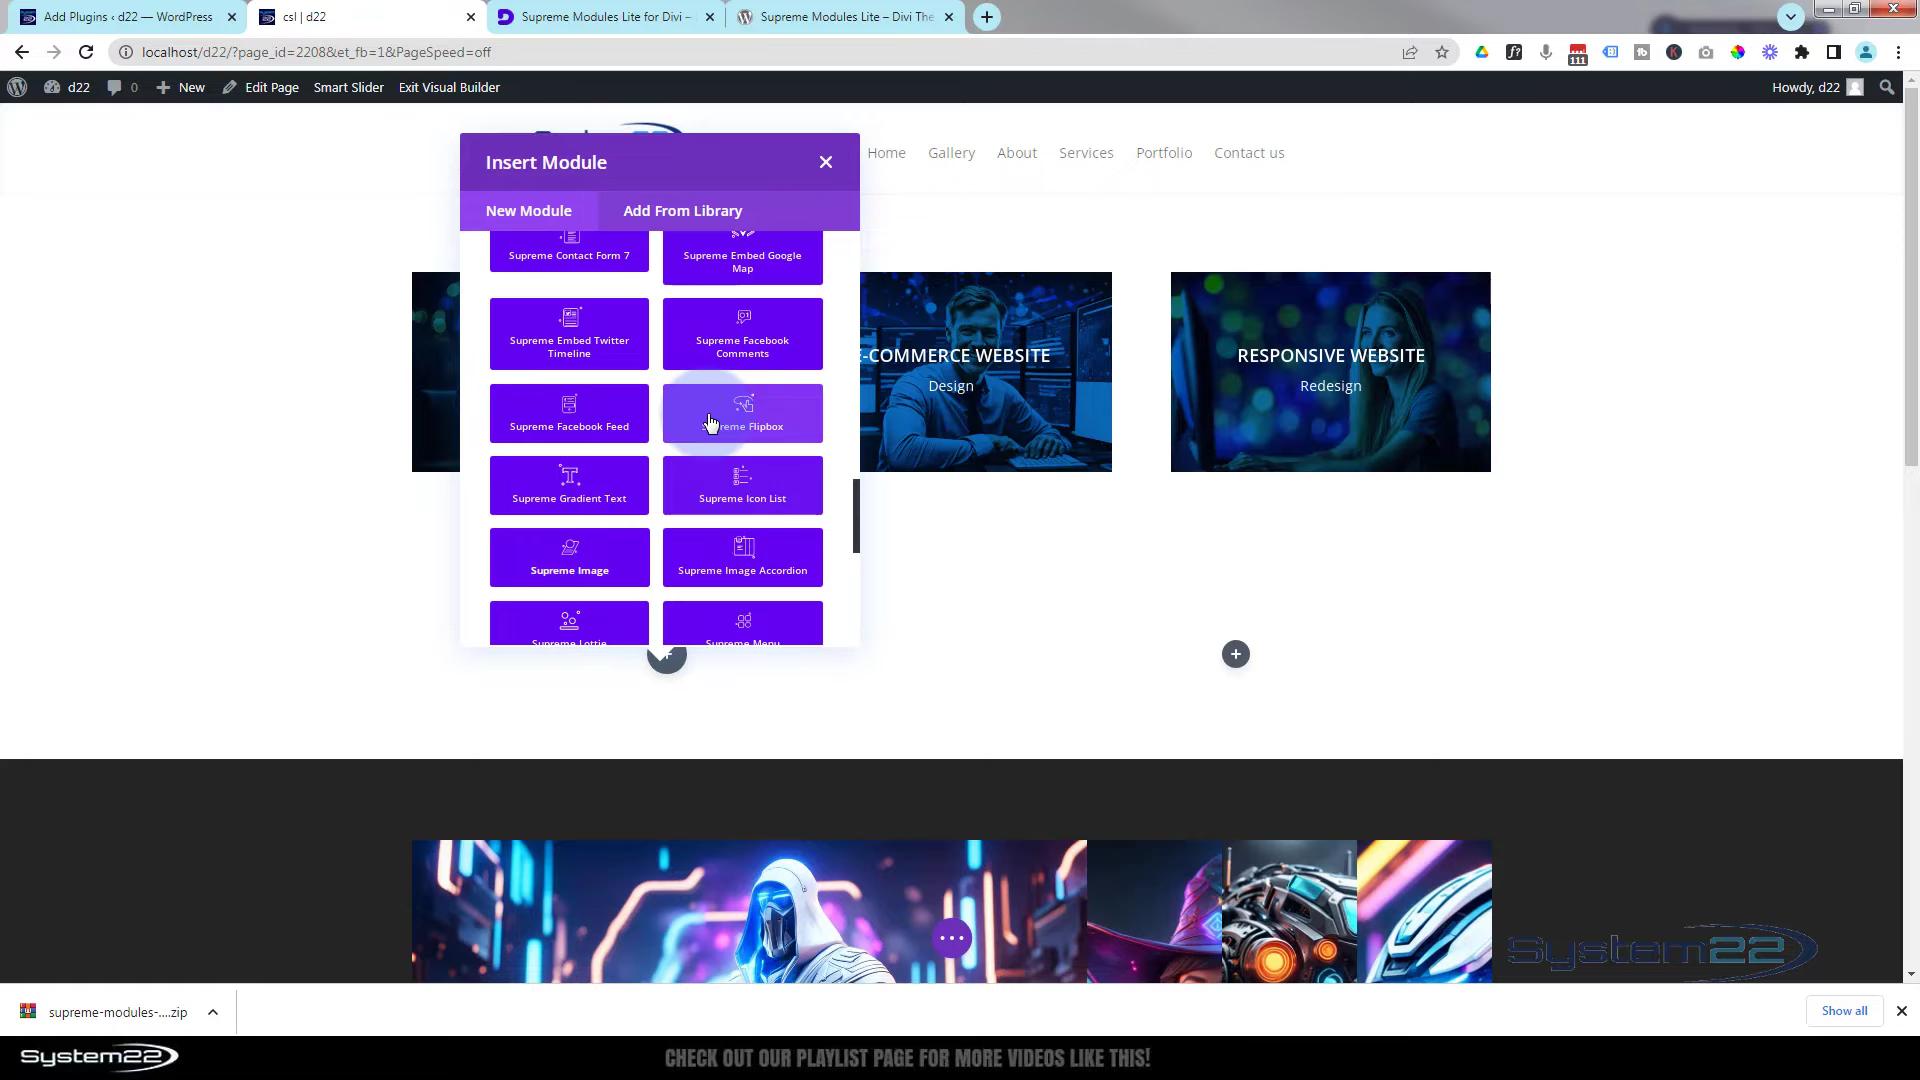 Add Plugins ‹ d22 — WordPress
csl | d22
Supreme Modules Lite for Divi –
Supreme Modules Lite – Divi The
localhost/d22/?page_id=2208&et_fb=1&PageSpeed=off
111
d22
0
New
Edit Page
Smart Slider
Exit Visual Builder
Howdy, d22
Home
Gallery
About
Services
Portfolio
Contact us
Insert Module
New Module
Add From Library
Supreme Contact Form 7
Supreme Embed Google
Map
Supreme Embed Twitter
Timeline
Supreme Facebook
Comments
Supreme Facebook Feed
Flipbox
Supreme Gradient Text
Supreme Icon List
Supreme Image
Supreme Image Accordion
Supreme Lottie
Supreme Menu
E-COMMERCE WEBSITE
Design
RESPONSIVE WEBSITE
Redesign
System22
supreme-modules-....zip
Show all
System22
CHECK OUT OUR PLAYLIST PAGE FOR MORE VIDEOS LIKE THIS!